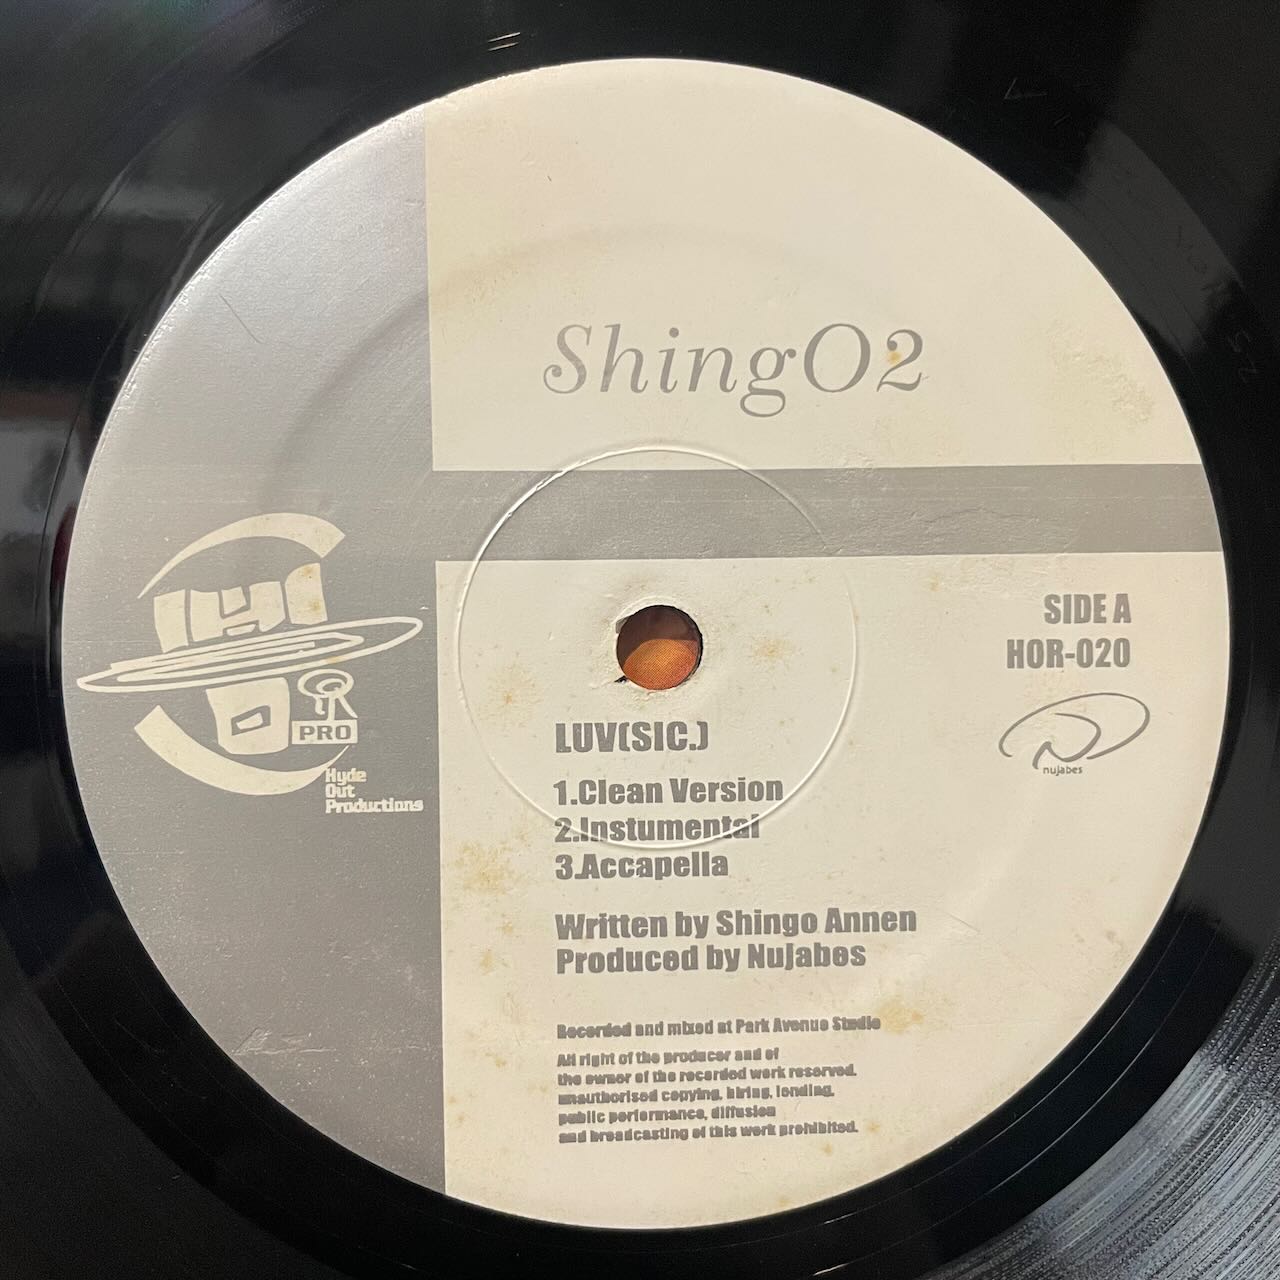 ShingO2
SIDE A
HOR-020
nujabes
PRO
Hyde
Out
Productions
LUV(SIC.)
1.Clean Version
2.Instumental
3.Accapella
Written by Shingo Annen
Produced by Nujabes
Recorded and mixed at Park Avenue Studio
All right of the producer and of
the owner of the recorded work reserved.
unauthorised copying, hiring, lending,
public performance, diffusion
and broadcasting of this work prohibited.